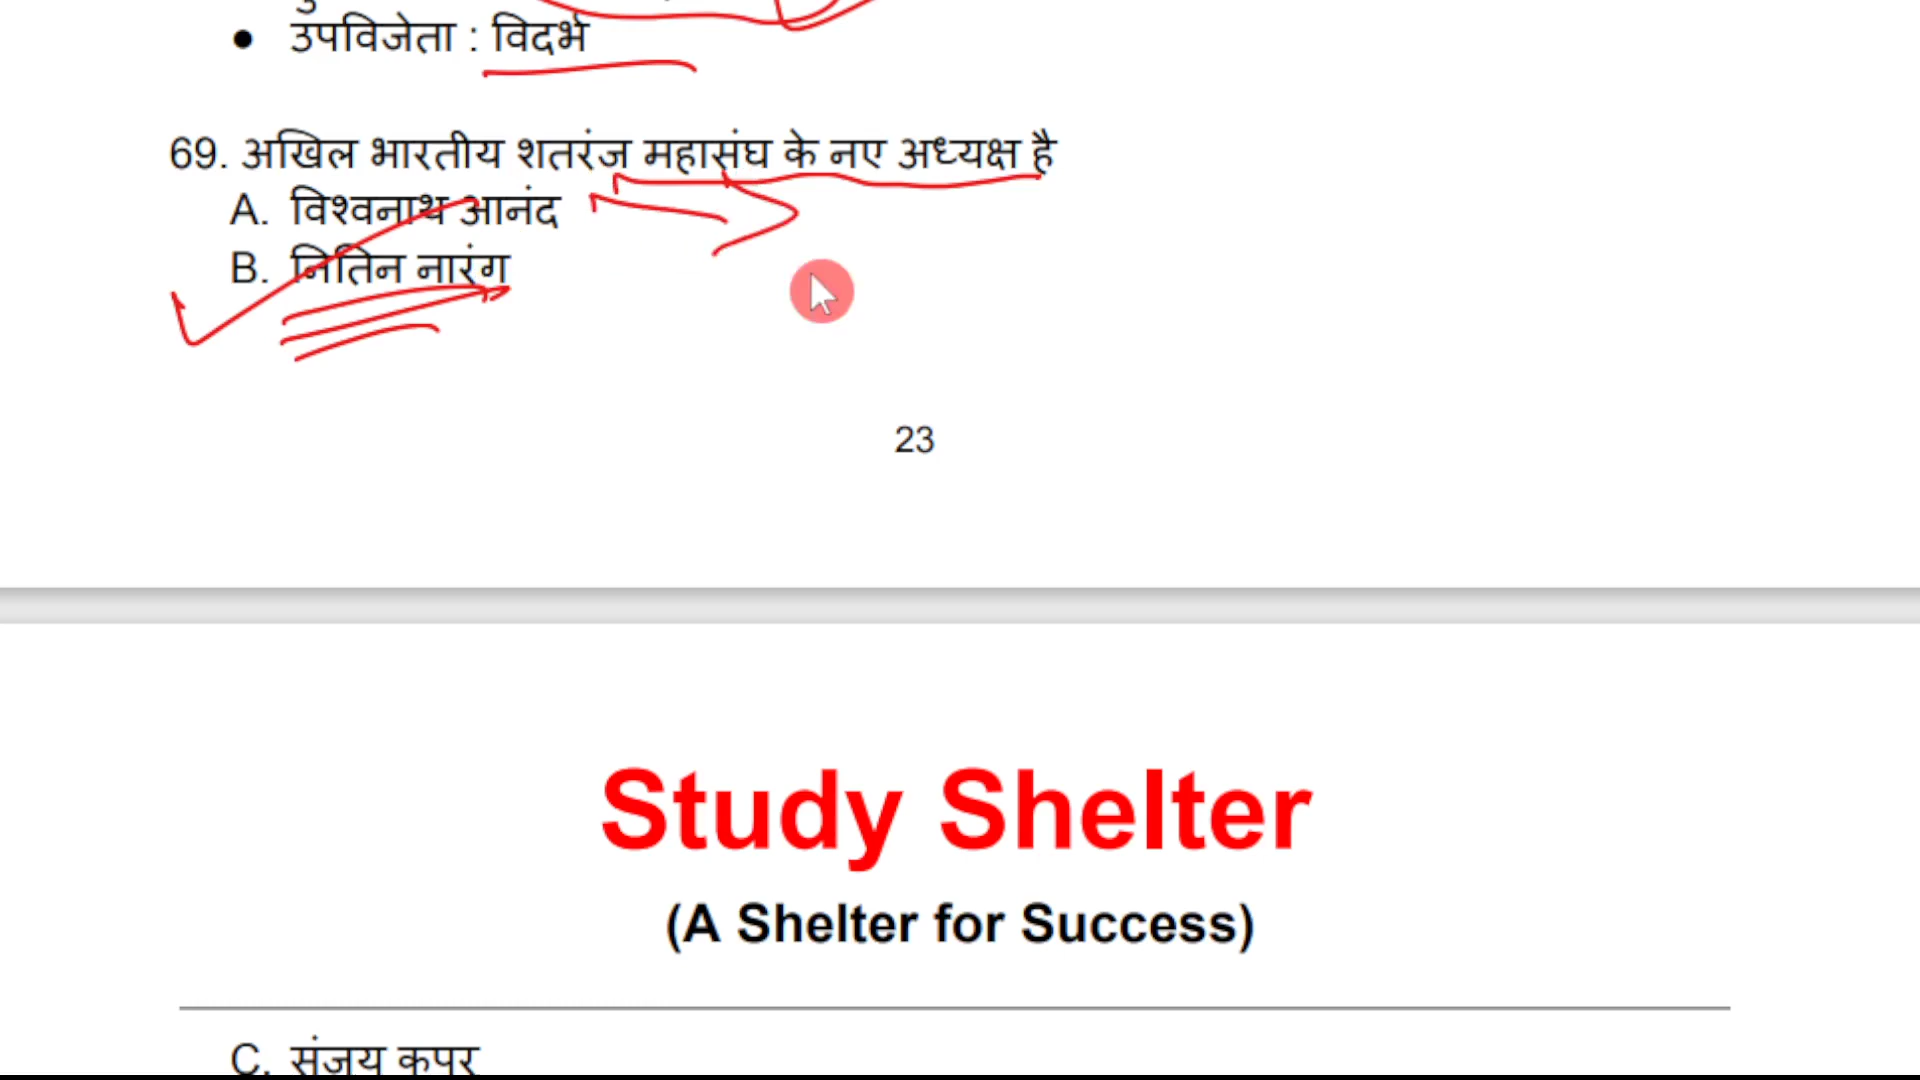 ● उपविजेता : विदर्भ
69. अखिल भारतीय शतरंज महासंघ के नए अध्यक्ष है
A. विश्वनाथ आनंद
B. नितिन नारंग
23
Study Shelter
(A Shelter for Success)
C. संजय